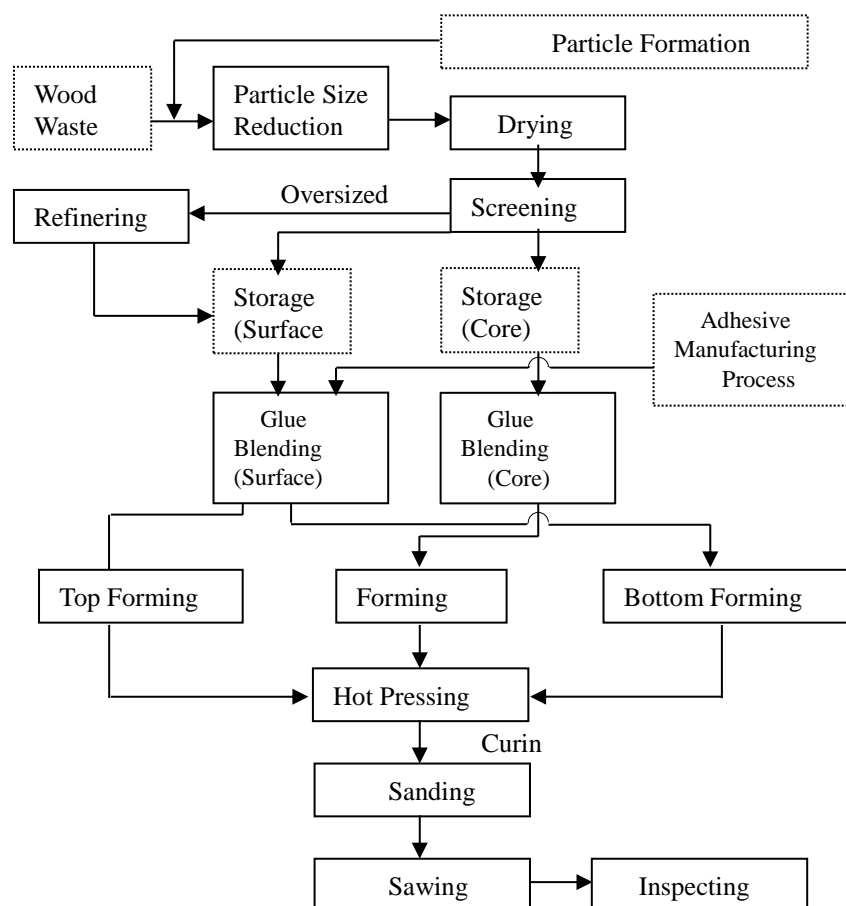 Particle Formation
Wood
Waste
Particle Size
Reduction
Drying
Oversized
Refinering
Screening
Storage
(Surface
Storage
(Core)
Adhesive
Manufacturing
Process
Glue
Blending
(Surface)
Glue
Blending
(Core)
Top Forming
Forming
Bottom Forming
Hot Pressing
Curin
Sanding
Sawing
Inspecting